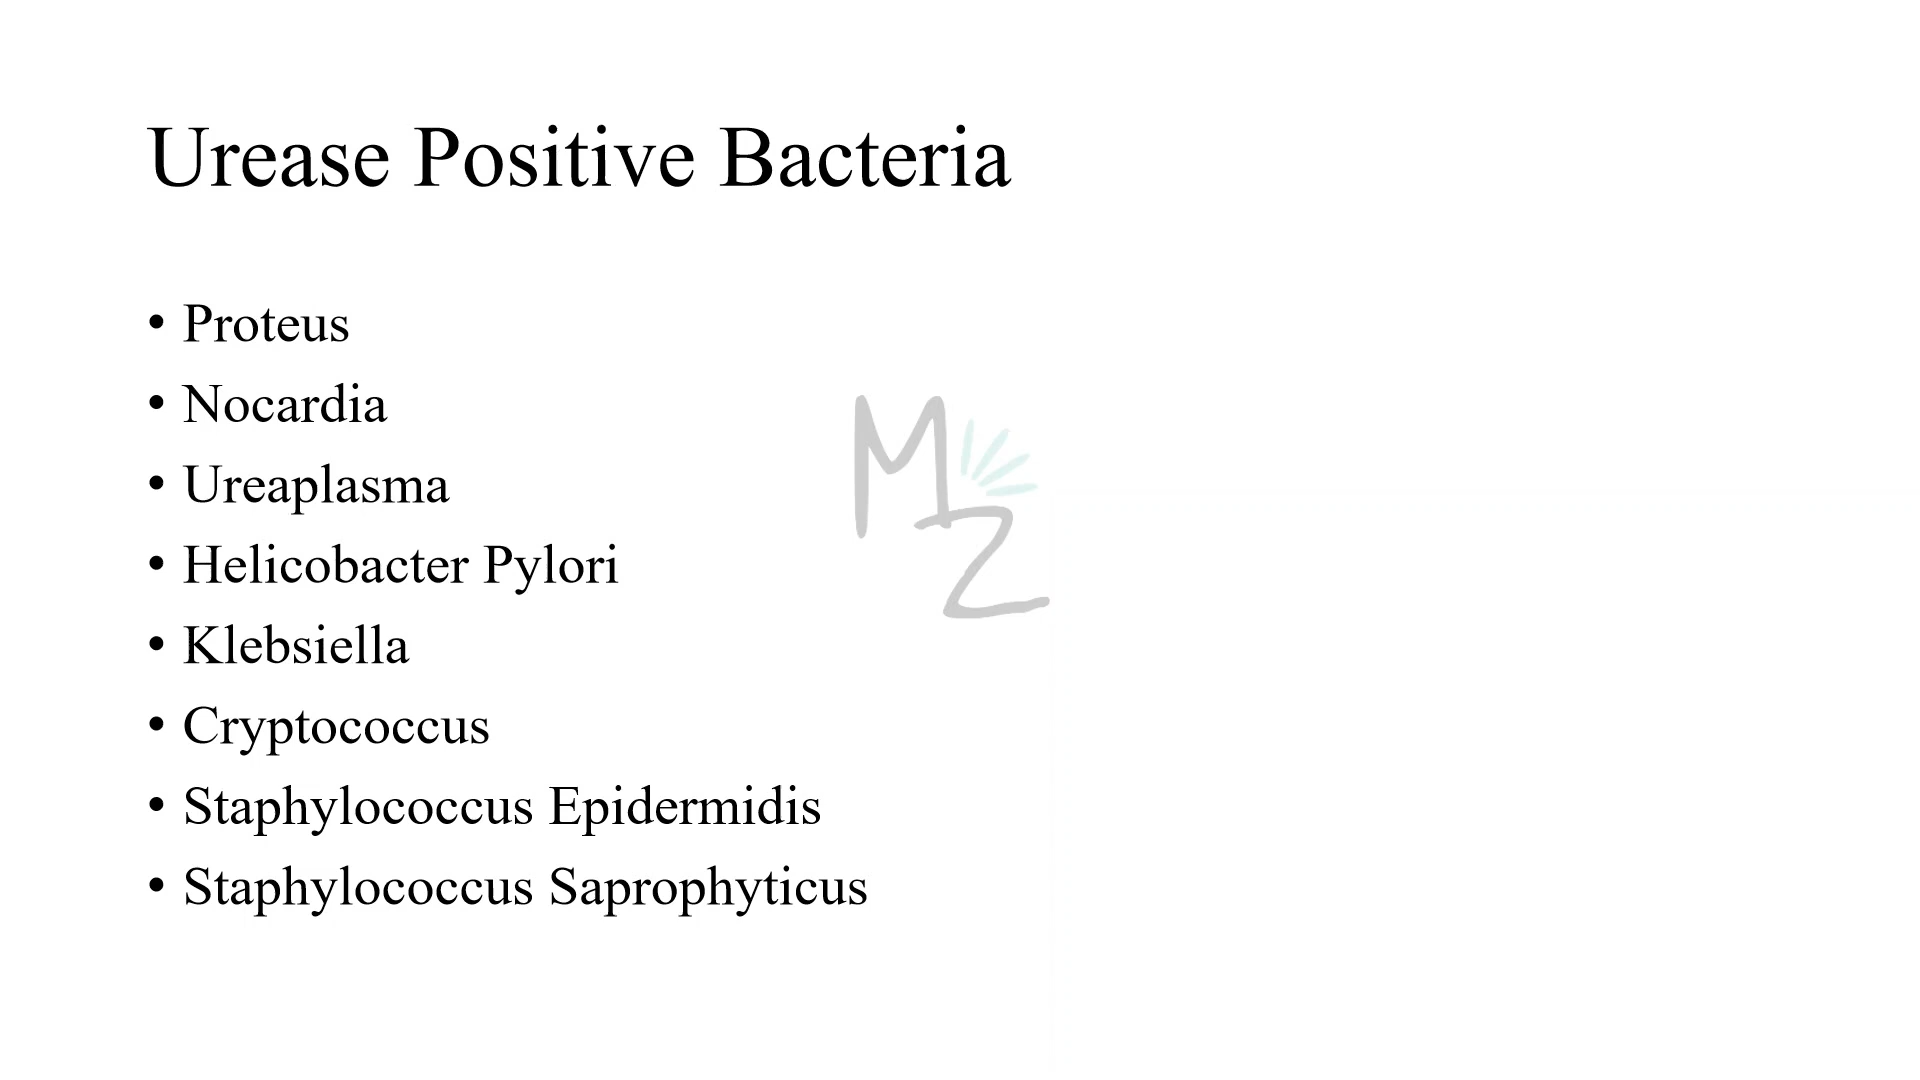 Urease Positive Bacteria
• Proteus
• Nocardia
• Ureaplasma
• Helicobacter Pylori
• Klebsiella
• Cryptococcus
• Staphylococcus Epidermidis
• Staphylococcus Saprophyticus
MZ